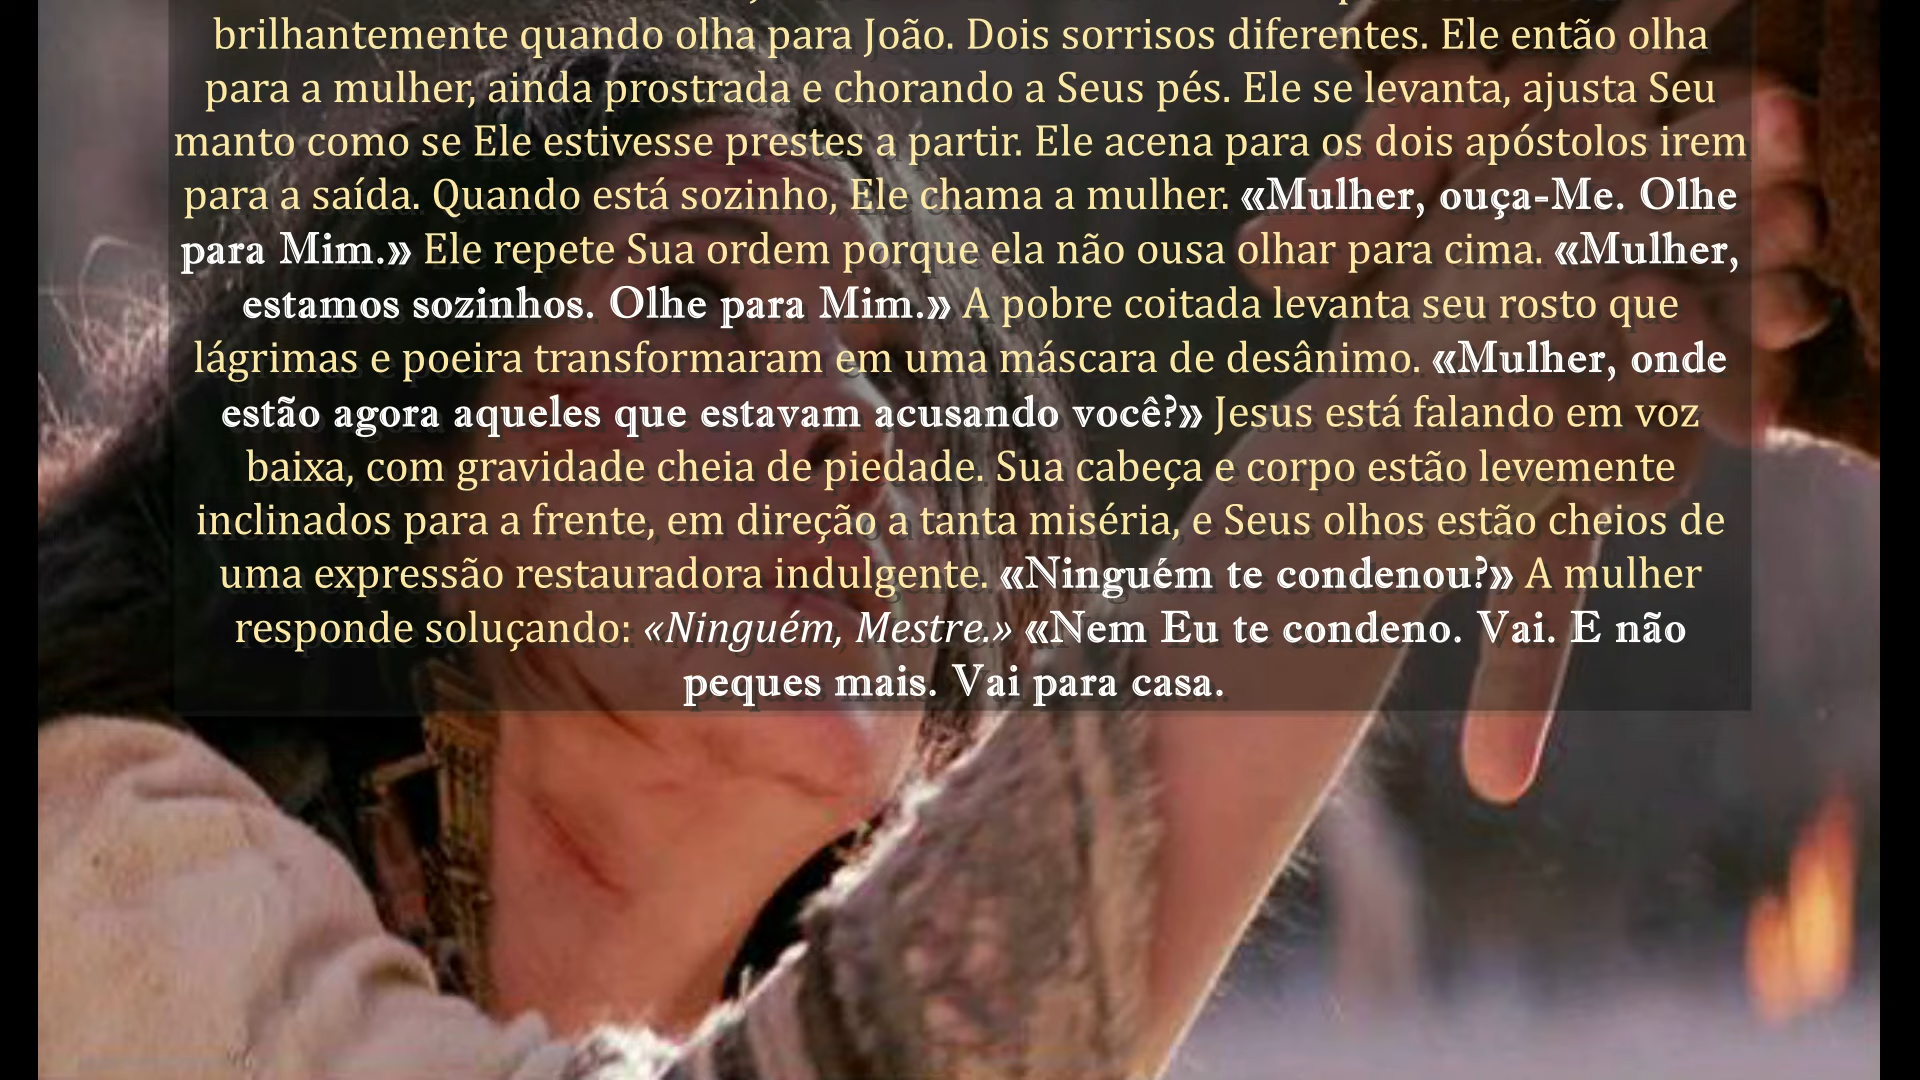 brilhantemente quando olha para João. Dois sorrisos diferentes. Ele então olha
para a mulher, ainda prostrada e chorando a Seus pés. Ele se levanta, ajusta Seu
manto como se Ele estivesse prestes a partir. Ele acena para os dois apóstolos irem
para a saída. Quando está sozinho, Ele chama a mulher. «Mulher, ouça-Me. Olhe
para Mim.» Ele repete Sua ordem porque ela não ousa olhar para cima. «Mulher,
estamos sozinhos. Olhe para Mim.» A pobre coitada levanta seu rosto que
lágrimas e poeira transformaram em uma máscara de desânimo. «Mulher, onde
estão agora aqueles que estavam acusando você?» Jesus está falando em voz
baixa, com gravidade cheia de piedade. Sua cabeça e corpo estão levemente
inclinados para a frente, em direção a tanta miséria, e Seus olhos estão cheios de
uma expressão restauradora indulgente. «Ninguém te condenou?» A mulher
responde soluçando: «Ninguém, Mestre.» «Nem Eu te condeno. Vai. E não
peques mais. Vai para casa.